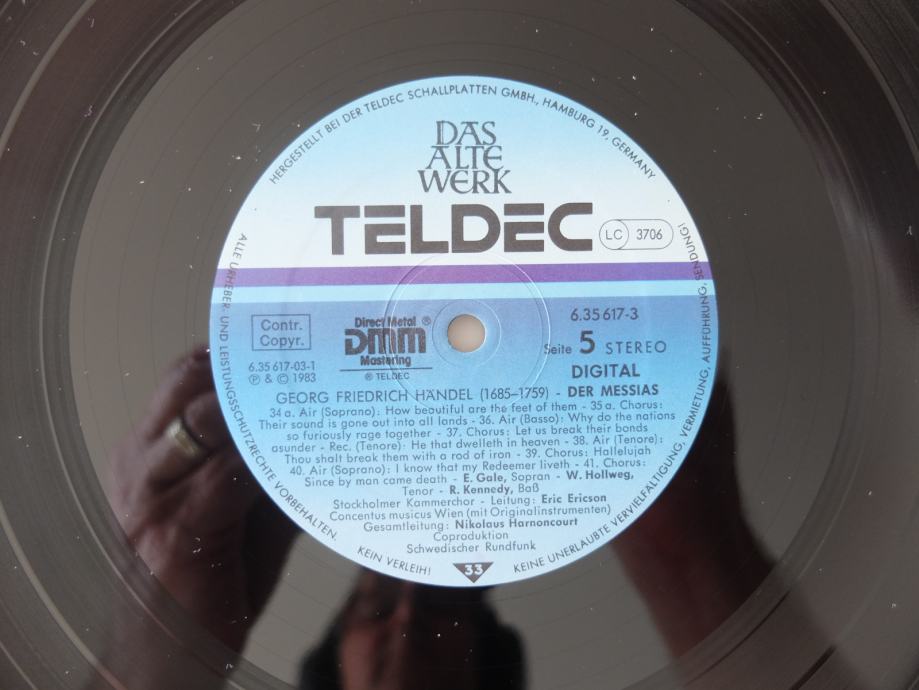 HERGESTELLT BEI DER TELDEC SCHALLPLATTEN GMBH., HAMBURG 19, GERMANY
DAS
ALTE
WERK
TELDEC
LC 3706
Contr.
Copyr.
6.35 617-03-1
Ⓟ & © 1983
Direct Metal ®
DMM
Mastering
® TELDEC
6.35 617-3
Seite 5 STEREO
DIGITAL
GEORG FRIEDRICH HÄNDEL (1685–1759) - DER MESSIAS
34 a. Air (Soprano): How beautiful are the feet of them - 35 a. Chorus:
Their sound is gone out into all lands - 36. Air (Basso): Why do the nations
so furiously rage together - 37. Chorus: Let us break their bonds
asunder - Rec. (Tenore): He that dwelleth in heaven - 38. Air (Tenore):
Thou shalt break them with a rod of iron - 39. Chorus: Hallelujah
40. Air (Soprano): I know that my Redeemer liveth - 41. Chorus:
Since by man came death - E. Gale, Sopran - W. Hollweg,
Tenor - R. Kennedy, Baß
Stockholmer Kammerchor - Leitung: Eric Ericson
Concentus musicus Wien (mit Originalinstrumenten)
Gesamtleitung: Nikolaus Harnoncourt
Coproduktion
Schwedischer Rundfunk
33
ALLE URHEBER- UND LEISTUNGSSCHUTZRECHTE VORBEHALTEN.
KEIN VERLEIH!
KEINE UNERLAUBTE VERVIELFÄLTIGUNG, VERMIETUNG, AUFFÜHRUNG, SENDUNG!